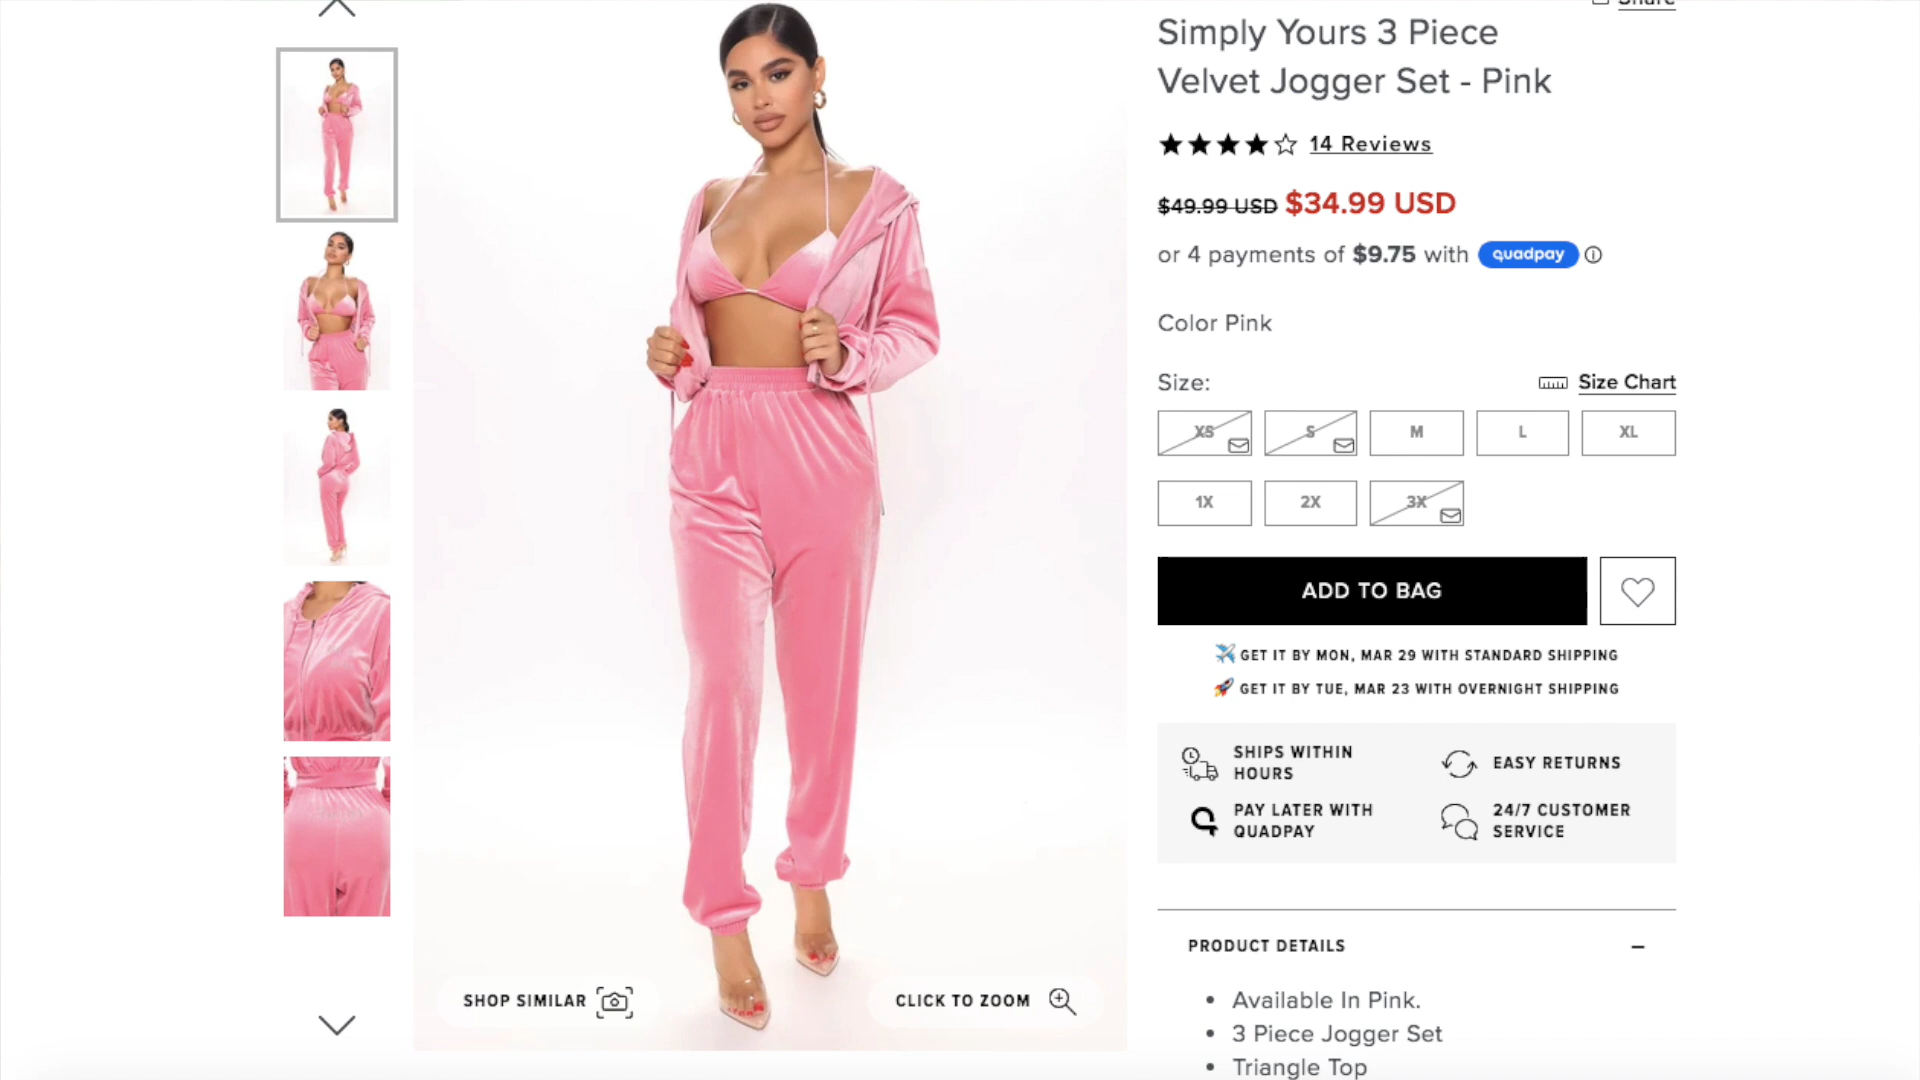 Share
Simply Yours 3 Piece
Velvet Jogger Set - Pink
14 Reviews
$49.99 USD $34.99 USD
or 4 payments of $9.75 with quadpay
Color Pink
Size:
Size Chart
XS S M L XL
1X 2X 3X
ADD TO BAG
GET IT BY MON, MAR 29 WITH STANDARD SHIPPING
GET IT BY TUE, MAR 23 WITH OVERNIGHT SHIPPING
SHIPS WITHIN
HOURS
EASY RETURNS
PAY LATER WITH
QUADPAY
24/7 CUSTOMER
SERVICE
PRODUCT DETAILS
• Available In Pink.
• 3 Piece Jogger Set
• Triangle Top
SHOP SIMILAR
CLICK TO ZOOM